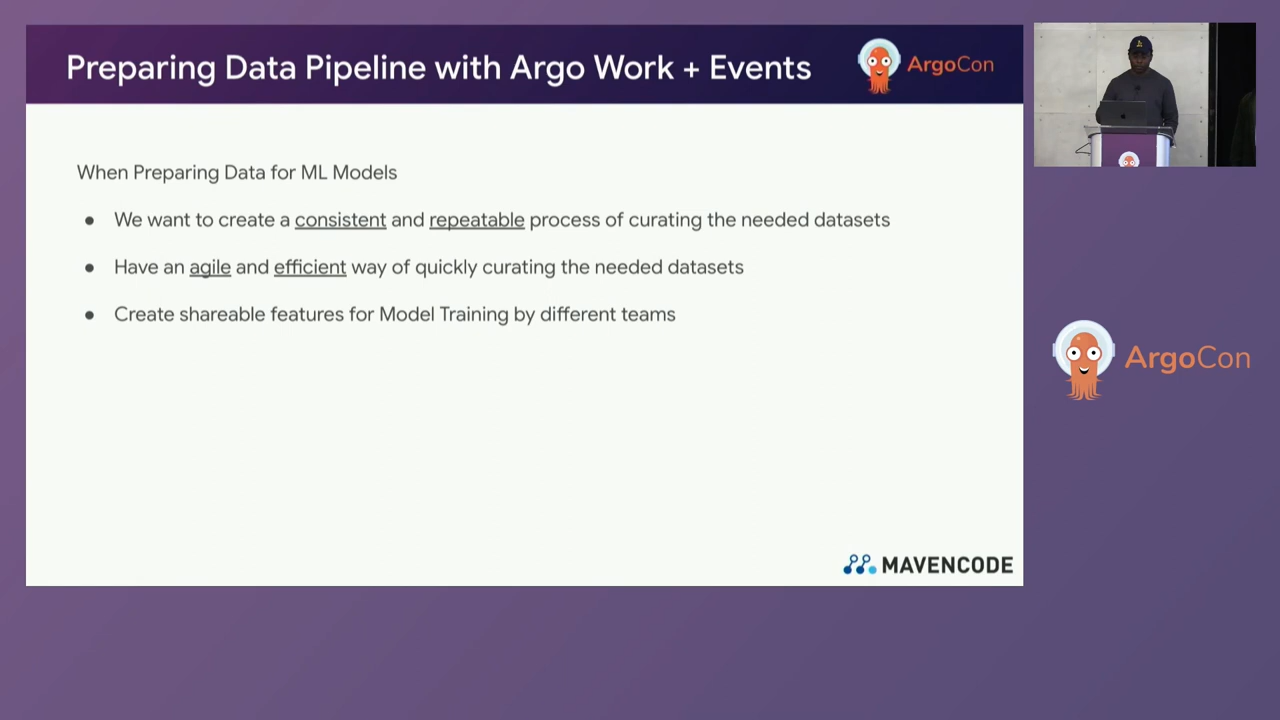 Preparing Data Pipeline with Argo Work + Events
ArgoCon
When Preparing Data for ML Models
● We want to create a consistent and repeatable process of curating the needed datasets
● Have an agile and efficient way of quickly curating the needed datasets
● Create shareable features for Model Training by different teams
ArgoCon
MAVENCODE